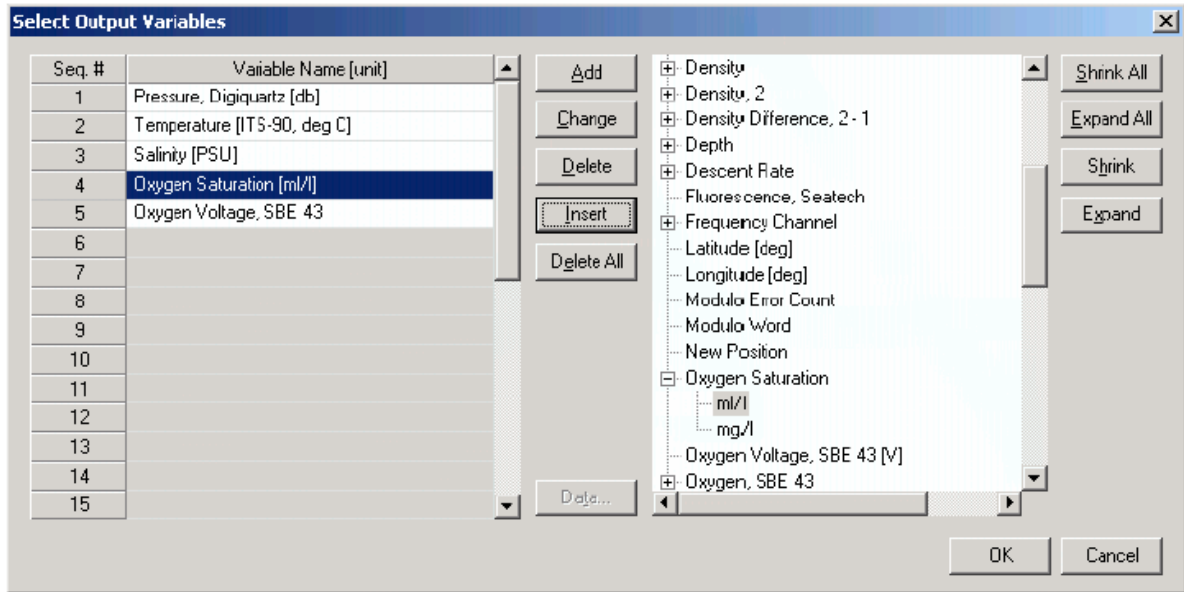 Select Output Variables
Seq. # Variable Name [unit]
1 Pressure, Digiquartz [db]
2 Temperature [ITS-90, deg C]
3 Salinity [PSU]
4 Oxygen Saturation [ml/l]
5 Oxygen Voltage, SBE 43
6
7
8
9
10
11
12
13
14
15
Add
Change
Delete
Insert
Delete All
Data...
Density
Density, 2
Density Difference, 2 - 1
Depth
Descent Rate
Fluorescence, Seatech
Frequency Channel
Latitude [deg]
Longitude [deg]
Modulo Error Count
Modulo Word
New Position
Oxygen Saturation
ml/l
mg/l
Oxygen Voltage, SBE 43 [V]
Oxygen, SBE 43
Shrink All
Expand All
Shrink
Expand
OK
Cancel